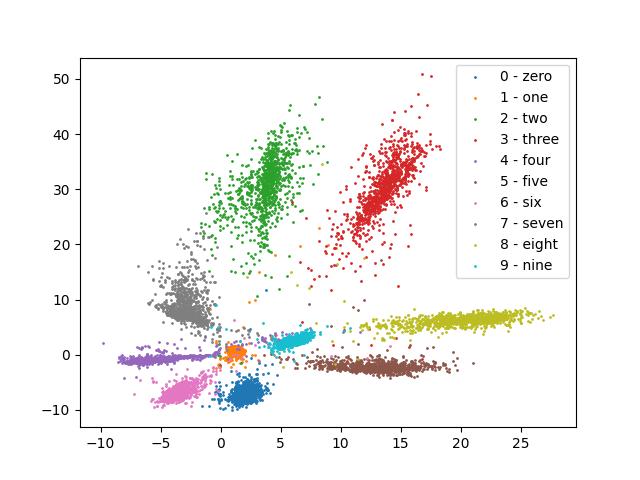 50
40
30
20
10
0
−10
−10
−5
0
5
10
15
20
25
0 - zero
1 - one
2 - two
3 - three
4 - four
5 - five
6 - six
7 - seven
8 - eight
9 - nine